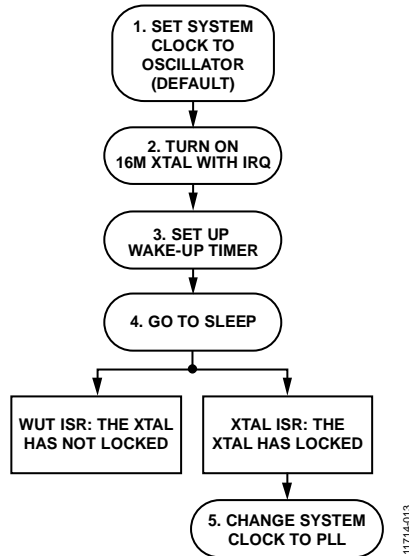 1. SET SYSTEM
CLOCK TO
OSCILLATOR
(DEFAULT)
2. TURN ON
16M XTAL WITH IRQ
3. SET UP
WAKE-UP TIMER
4. GO TO SLEEP
WUT ISR: THE XTAL
HAS NOT LOCKED
XTAL ISR: THE
XTAL HAS LOCKED
5. CHANGE SYSTEM
CLOCK TO PLL
11714-013